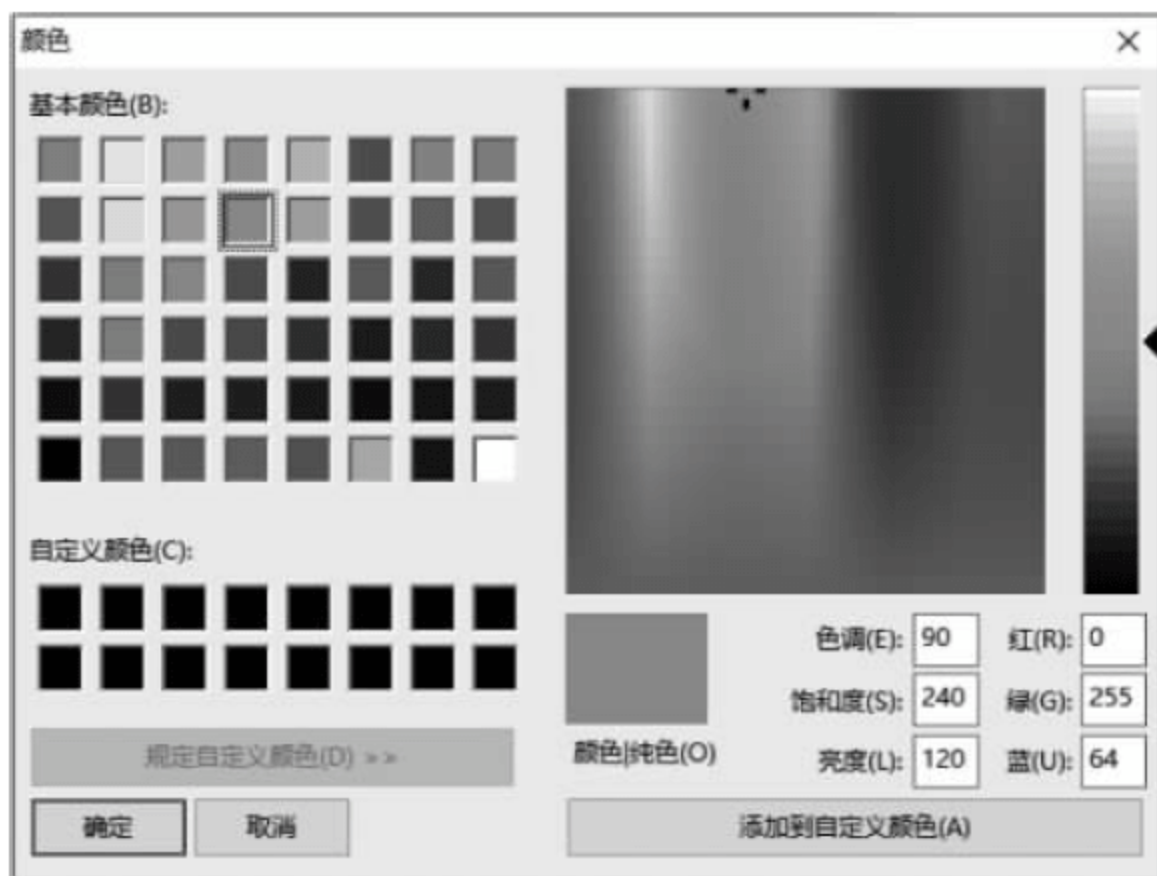 颜色
基本颜色(B):
自定义颜色(C):
规定自定义颜色(D) >>
确定 取消
颜色|纯色(O)
色调(E): 90 红(R): 0
饱和度(S): 240 绿(G): 255
亮度(L): 120 蓝(U): 64
添加到自定义颜色(A)